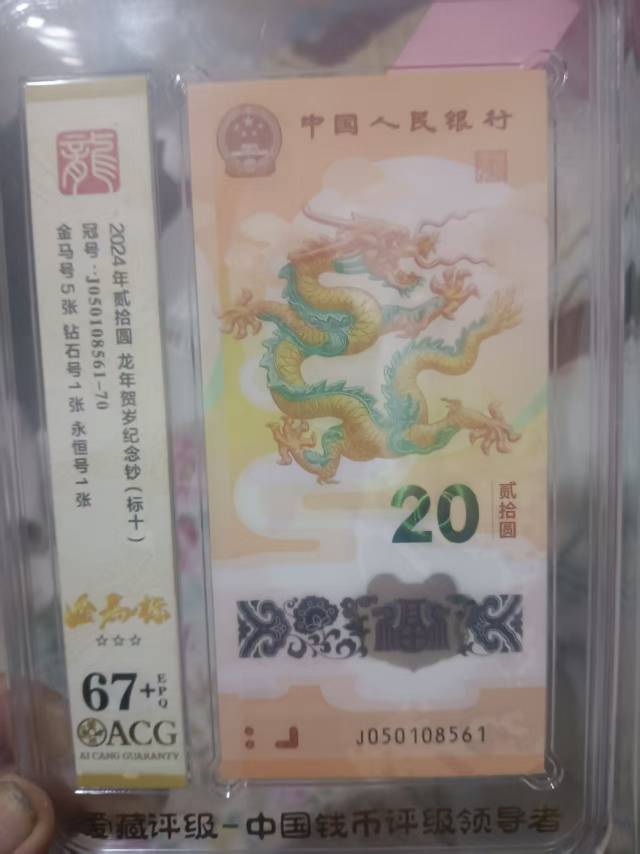 中国人民银行
龍
2024年贰拾圆 龙年贺岁纪念钞(标十)
冠号:J050108561-70
金马号5张 钻石号1张 永恒号1张
20
贰拾圆
金马标
67+
EPQ
ACG
AI CANG GUARANTY
J050108561
爱藏评级-中国钱币评级领导者